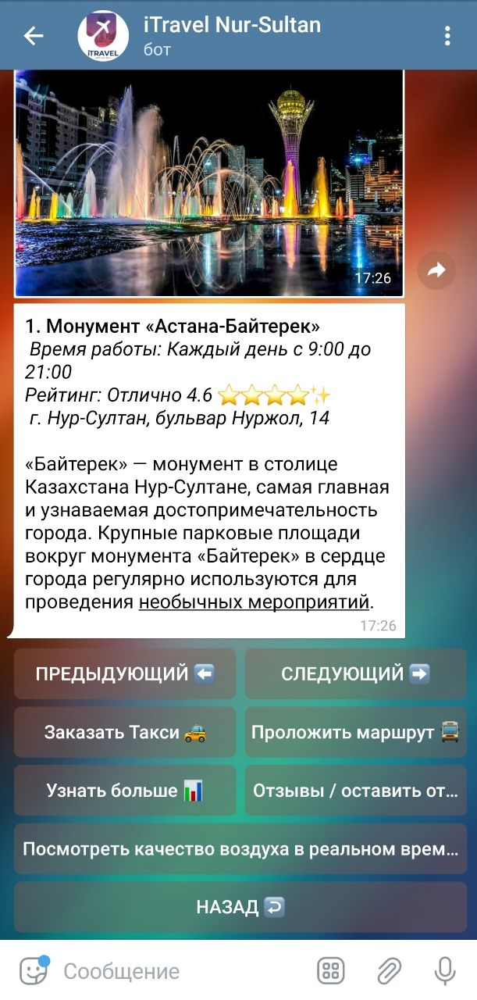 iTravel Nur-Sultan
бот
iTRAVEL
17:26
1. Монумент «Астана-Байтерек»
Время работы: Каждый день с 9:00 до
21:00
Рейтинг: Отлично 4.6 ⭐⭐⭐⭐✨
г. Нур-Султан, бульвар Нуржол, 14
«Байтерек» — монумент в столице
Казахстана Нур-Султане, самая главная
и узнаваемая достопримечательность
города. Крупные парковые площади
вокруг монумента «Байтерек» в сердце
города регулярно используются для
проведения необычных мероприятий.
17:26
ПРЕДЫДУЩИЙ ⬅️ СЛЕДУЮЩИЙ ➡️
Заказать Такси 🚕 Проложить маршрут 🚍
Узнать больше 📊 Отзывы / оставить от...
Посмотреть качество воздуха в реальном врем...
НАЗАД ↩️
Сообщение